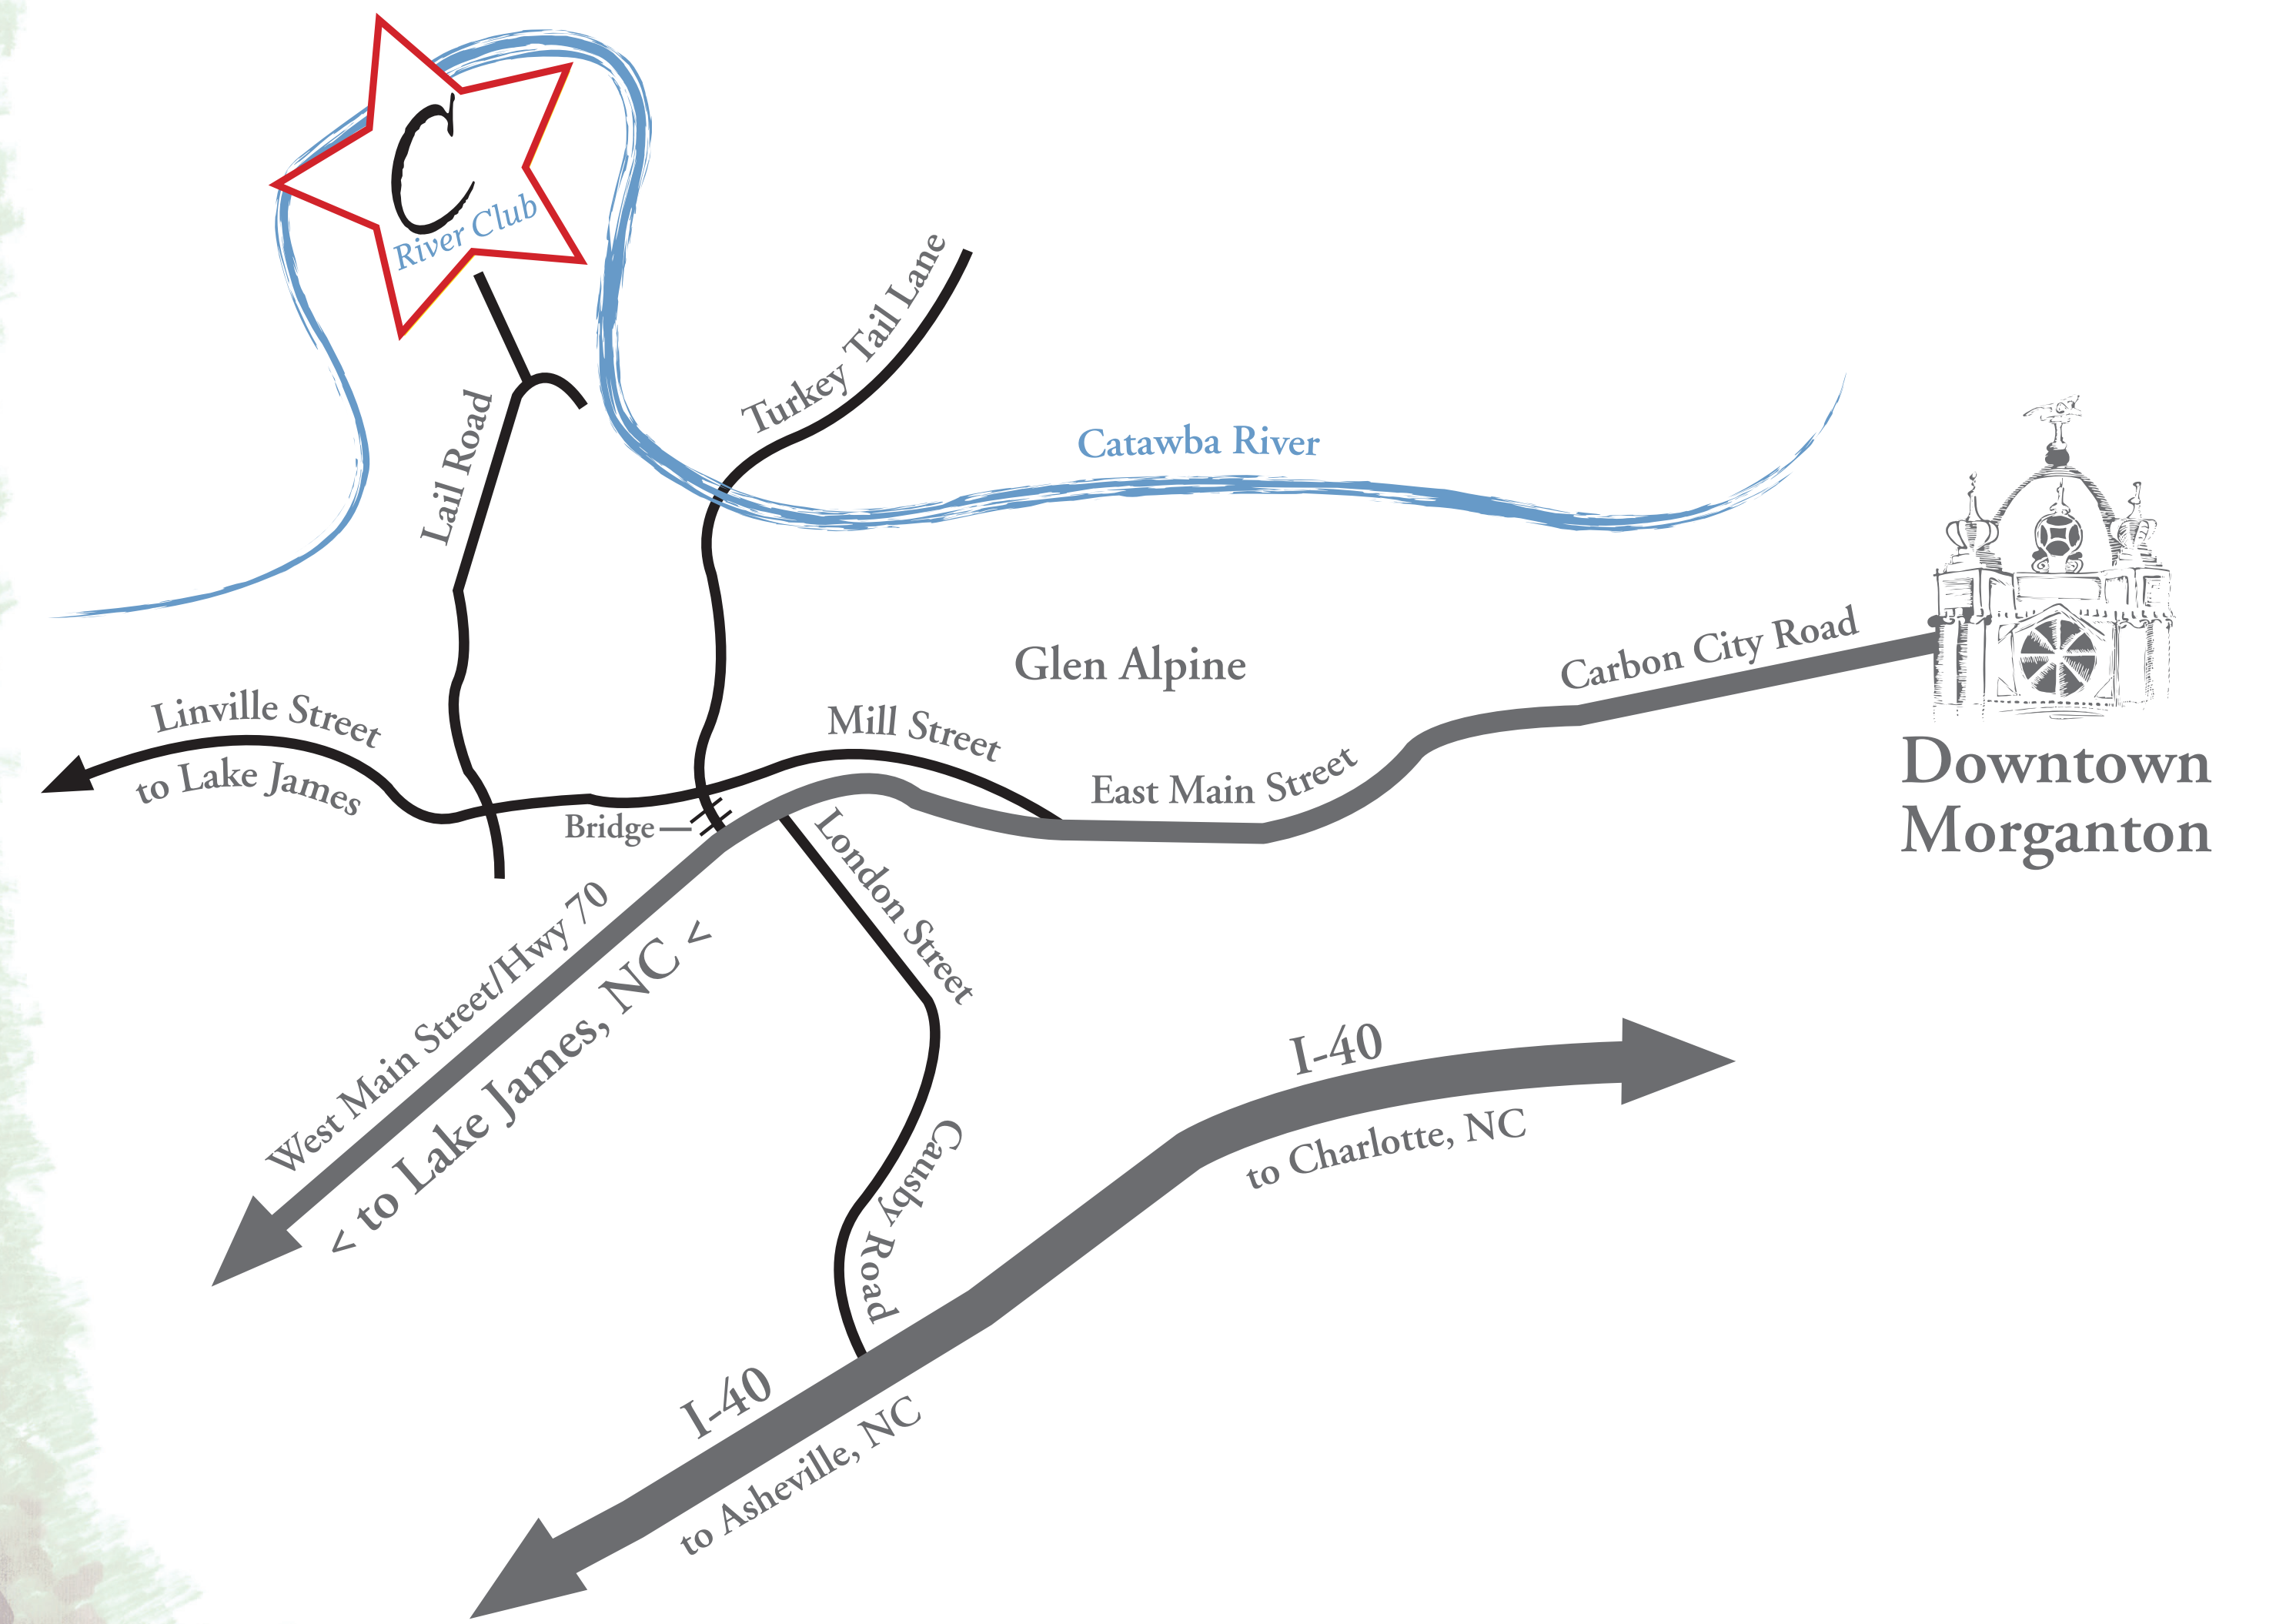 C
River Club
Turkey Tail Lane
Lail Road
Catawba River
Glen Alpine
Carbon City Road
Linville Street
to Lake James
Mill Street
East Main Street
Downtown
Morganton
Bridge
London Street
West Main Street/Hwy 70
< to Lake James, NC <
I-40
to Charlotte, NC
Causby Road
I-40
to Asheville, NC